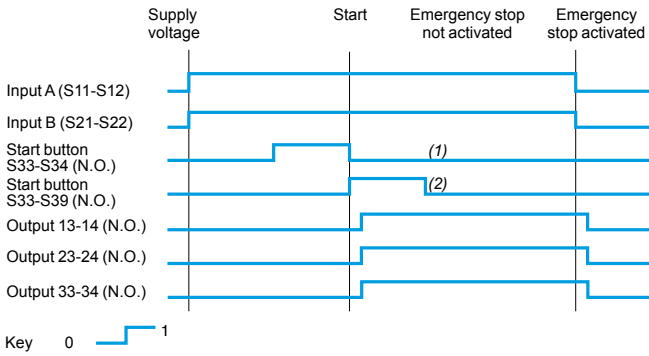 Supply
voltage
Start
Emergency stop
not activated
Emergency
stop activated
Input A (S11-S12)
Input B (S21-S22)
Start button
S33-S34 (N.O.)
(1)
Start button
S33-S39 (N.O.)
(2)
Output 13-14 (N.O.)
Output 23-24 (N.O.)
Output 33-34 (N.O.)
Key 0 1